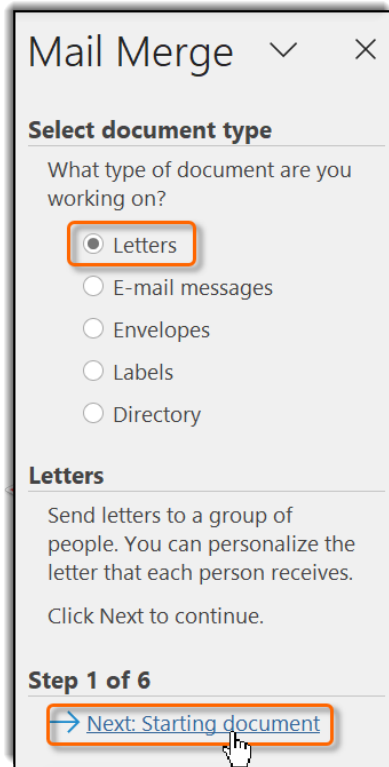 Mail Merge
Select document type
What type of document are you
working on?
Letters
E-mail messages
Envelopes
Labels
Directory
Letters
Send letters to a group of
people. You can personalize the
letter that each person receives.
Click Next to continue.
Step 1 of 6
Next: Starting document